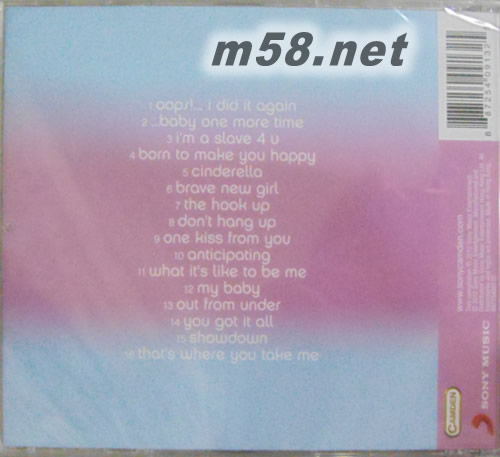 m58.net
1 oops!... i did it again
2 ...baby one more time
3 i'm a slave 4 u
4 born to make you happy
5 cinderella
6 brave new girl
7 the hook up
8 don't hang up
9 one kiss from you
10 anticipating
11 what it's like to be me
12 my baby
13 out from under
14 you got it all
15 showdown
16 that's where you take me
www.sonycamden.com
CAMDEN
SONY MUSIC